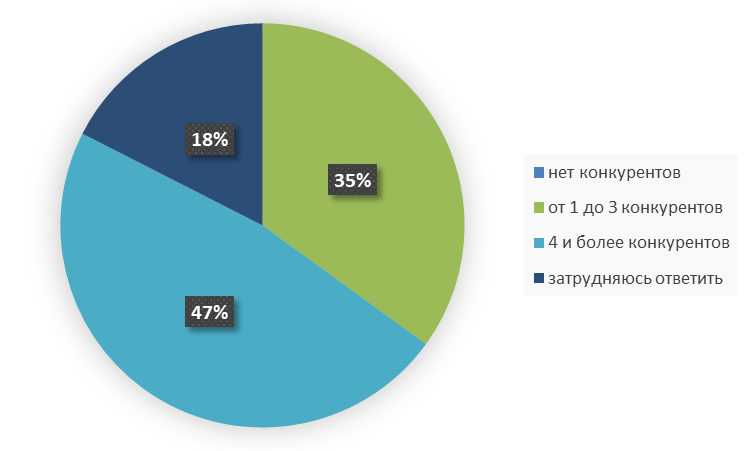 18%
35%
47%
нет конкурентов
от 1 до 3 конкурентов
4 и более конкурентов
затрудняюсь ответить